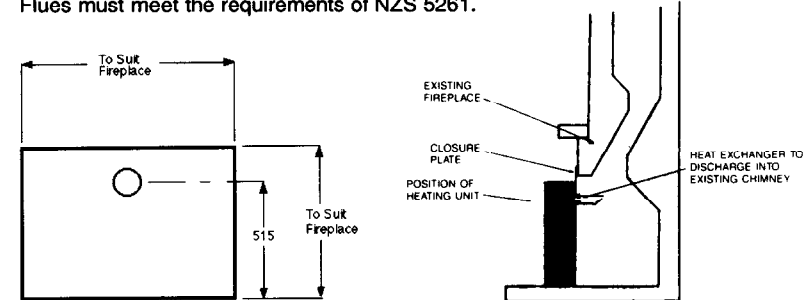 Flues must meet the requirements of NZS 5261.
To Suit
Fireplace
515
To Suit
Fireplace
EXISTING
FIREPLACE
CLOSURE
PLATE
POSITION OF
HEATING UNIT
HEAT EXCHANGER TO
DISCHARGE INTO
EXISTING CHIMNEY